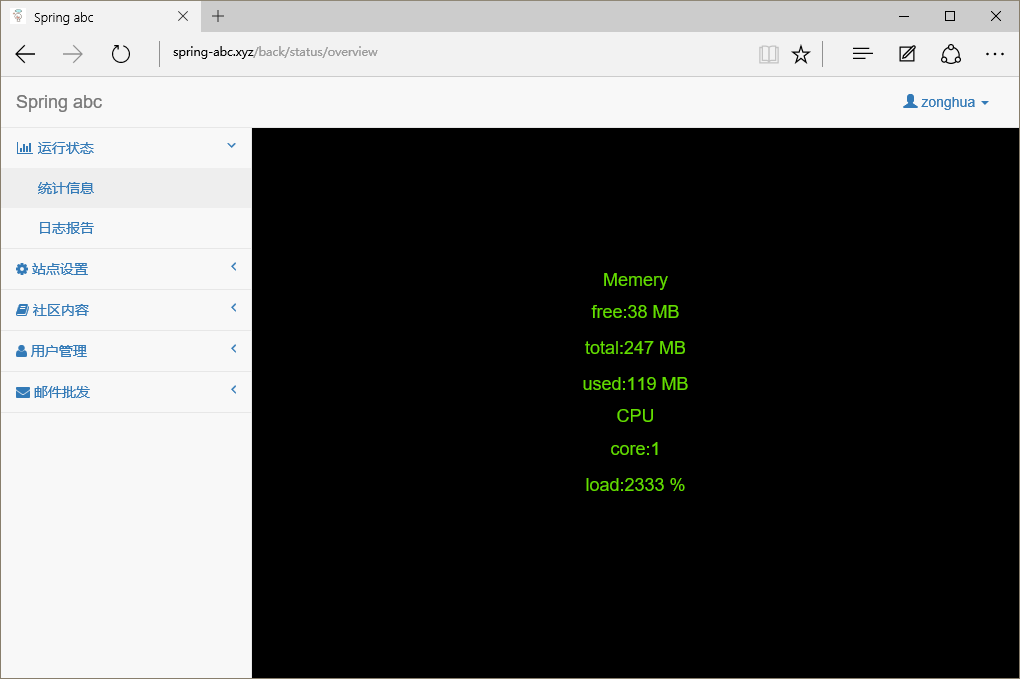 Spring abc
spring-abc.xyz/back/status/overview
Spring abc
zonghua
运行状态
统计信息
日志报告
站点设置
社区内容
用户管理
邮件批发
Memery
free:38 MB
total:247 MB
used:119 MB
CPU
core:1
load:2333 %